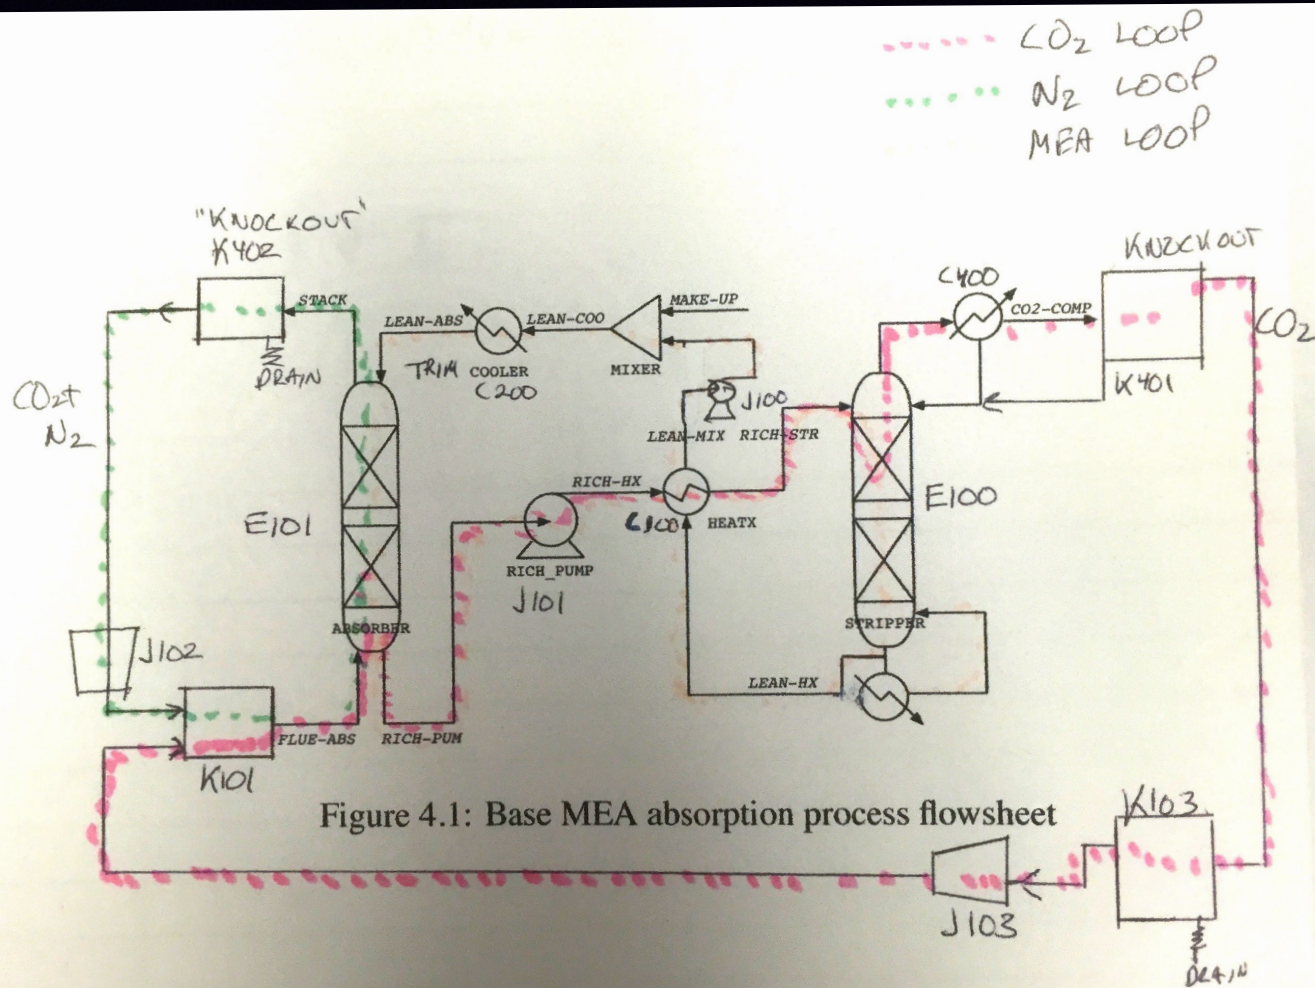 CO2 LOOP
N2 LOOP
MEA LOOP
"KNOCKOUT"
K402
STACK
DRAIN
CO2+
N2
LEAN-ABS
LEAN-COO
MAKE-UP
TRIM
COOLER
C200
MIXER
J100
LEAN-MIX
RICH-STR
C400
CO2-COMP
KNOCKOUT
K401
CO2
E101
RICH-HX
C100
HEATX
E100
RICH_PUMP
J101
ABSORBER
STRIPPER
J102
LEAN-HX
FLUE-ABS
RICH-PUM
K101
Figure 4.1: Base MEA absorption process flowsheet
K103
J103
DRAIN